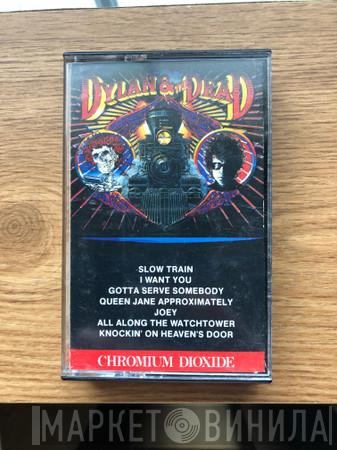 DYLAN & THE DEAD
SLOW TRAIN
I WANT YOU
GOTTA SERVE SOMEBODY
QUEEN JANE APPROXIMATELY
JOEY
ALL ALONG THE WATCHTOWER
KNOCKIN' ON HEAVEN'S DOOR
CHROMIUM DIOXIDE
МАРКЕТ ВИНИЛА